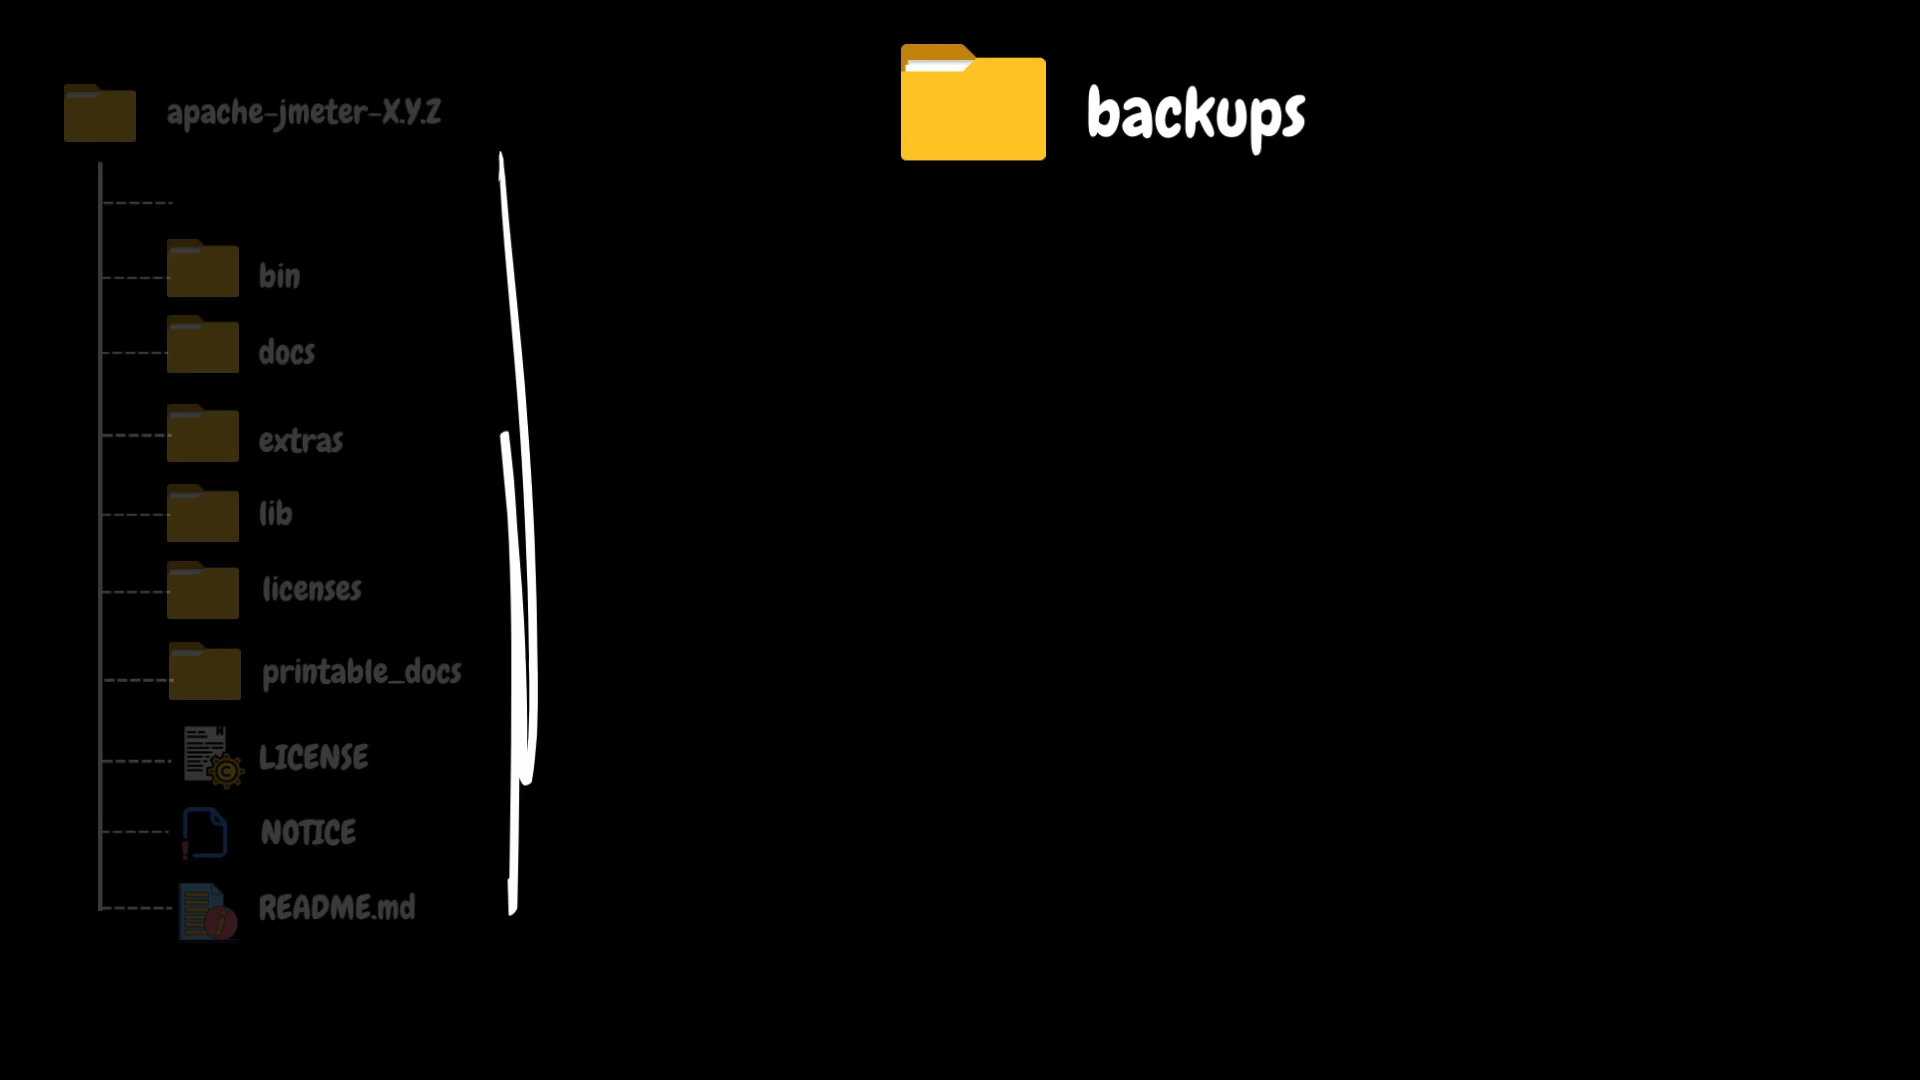 apache-jmeter-X.Y.Z
backups
bin
docs
extras
lib
licenses
printable_docs
LICENSE
NOTICE
README.md